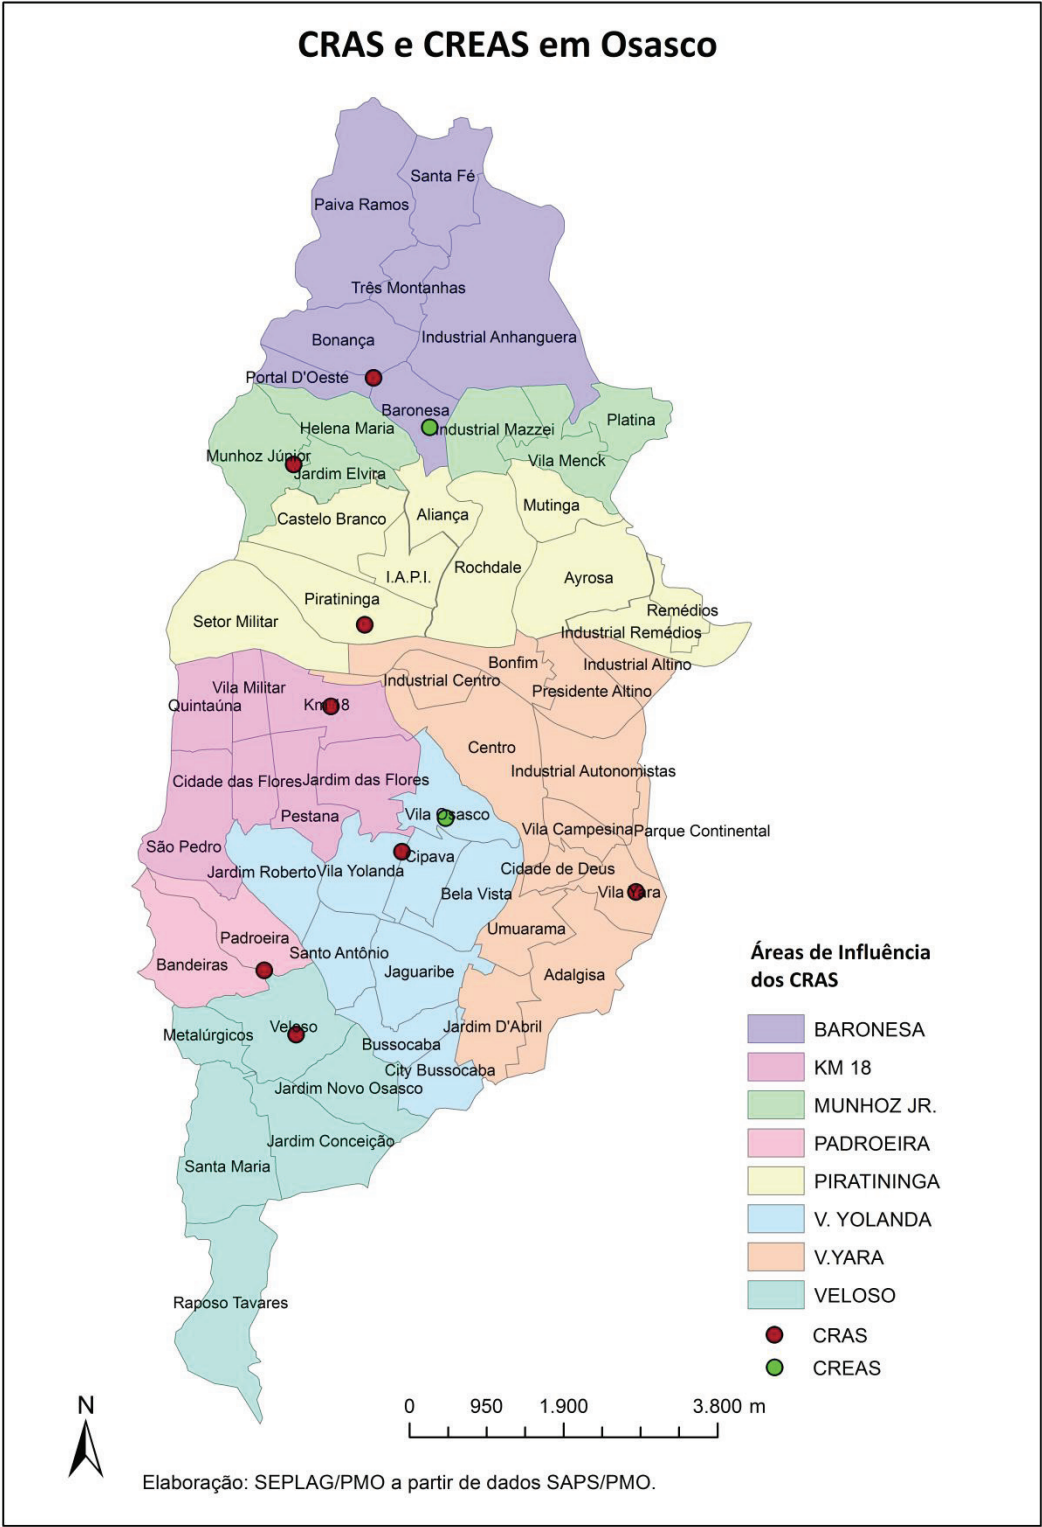 CRAS e CREAS em Osasco
Santa Fé
Paiva Ramos
Três Montanhas
Bonança
Industrial Anhanguera
Portal D'Oeste
Baronesa
Platina
Helena Maria
Industrial Mazzei
Munhoz Júnior
Vila Menck
Jardim Elvira
Mutinga
Castelo Branco
Aliança
Rochdale
I.A.P.I.
Ayrosa
Piratininga
Remédios
Setor Militar
Industrial Remédios
Bonfim
Industrial Altino
Industrial Centro
Vila Militar
Presidente Altino
Quintaúna
Km 18
Centro
Industrial Autonomistas
Cidade das Flores
Jardim das Flores
Vila Osasco
Pestana
Vila Campesina
Parque Continental
São Pedro
Cipava
Jardim Roberto
Vila Yolanda
Cidade de Deus
Bela Vista
Vila Yara
Umuarama
Padroeira
Santo Antônio
Bandeiras
Jaguaribe
Adalgisa
Metalúrgicos
Veloso
Jardim D'Abril
Bussocaba
City Bussocaba
Jardim Novo Osasco
Jardim Conceição
Santa Maria
Raposo Tavares
Áreas de Influência
dos CRAS
BARONESA
KM 18
MUNHOZ JR.
PADROEIRA
PIRATININGA
V. YOLANDA
V.YARA
VELOSO
CRAS
CREAS
N
0 950 1.900 3.800 m
Elaboração: SEPLAG/PMO a partir de dados SAPS/PMO.